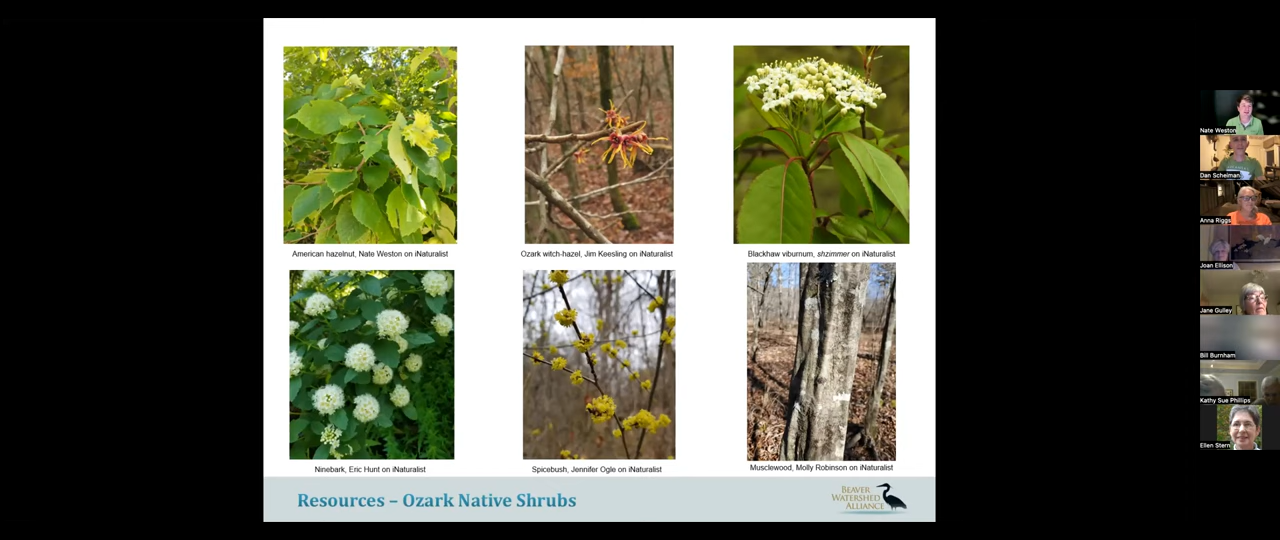 American hazelnut, Nate Weston on iNaturalist
Ozark witch-hazel, Jim Keesling on iNaturalist
Blackhaw viburnum, shzimmer on iNaturalist
Ninebark, Eric Hunt on iNaturalist
Spicebush, Jennifer Ogle on iNaturalist
Musclewood, Molly Robinson on iNaturalist
Resources – Ozark Native Shrubs
BEAVER
WATERSHED
ALLIANCE
Nate Weston
Dan Scheiman
Anna Riggs
Joan Ellison
Jane Gulley
Bill Burnham
Kathy Sue Phillips
Ellen Stern